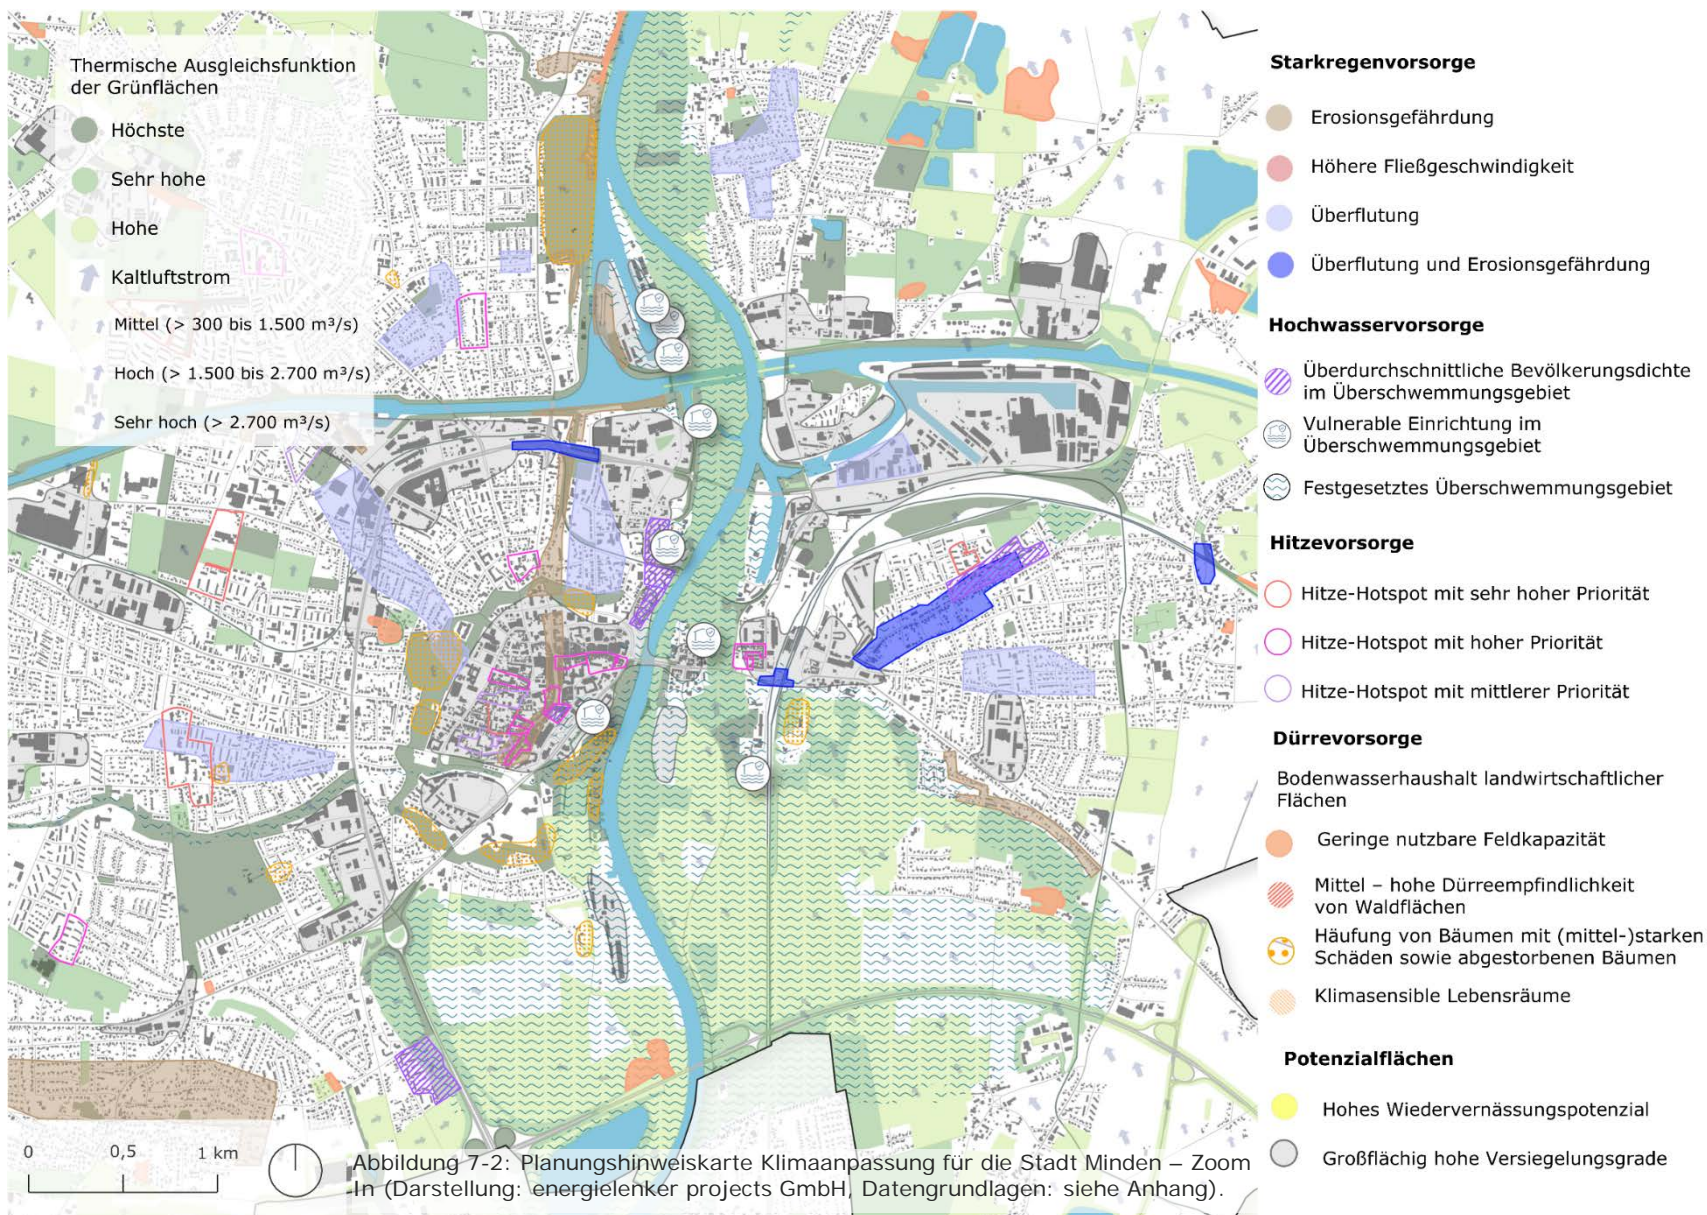 Thermische Ausgleichsfunktion
der Grünflächen
Höchste
Sehr hohe
Hohe
Kaltluftstrom
Mittel (> 300 bis 1.500 m³/s)
Hoch (> 1.500 bis 2.700 m³/s)
Sehr hoch (> 2.700 m³/s)
Starkregenvorsorge
Erosionsgefährdung
Höhere Fließgeschwindigkeit
Überflutung
Überflutung und Erosionsgefährdung
Hochwasservorsorge
Überdurchschnittliche Bevölkerungsdichte
im Überschwemmungsgebiet
Vulnerable Einrichtung im
Überschwemmungsgebiet
Festgesetztes Überschwemmungsgebiet
Hitzevorsorge
Hitze-Hotspot mit sehr hoher Priorität
Hitze-Hotspot mit hoher Priorität
Hitze-Hotspot mit mittlerer Priorität
Dürrevorsorge
Bodenwasserhaushalt landwirtschaftlicher
Flächen
Geringe nutzbare Feldkapazität
Mittel – hohe Dürreempfindlichkeit
von Waldflächen
Häufung von Bäumen mit (mittel-)starken
Schäden sowie abgestorbenen Bäumen
Klimasensible Lebensräume
Potenzialflächen
Hohes Wiedervernässungspotenzial
Großflächig hohe Versiegelungsgrade
0 0,5 1 km
Abbildung 7-2: Planungshinweiskarte Klimaanpassung für die Stadt Minden – Zoom
In (Darstellung: energielenker projects GmbH, Datengrundlagen: siehe Anhang).